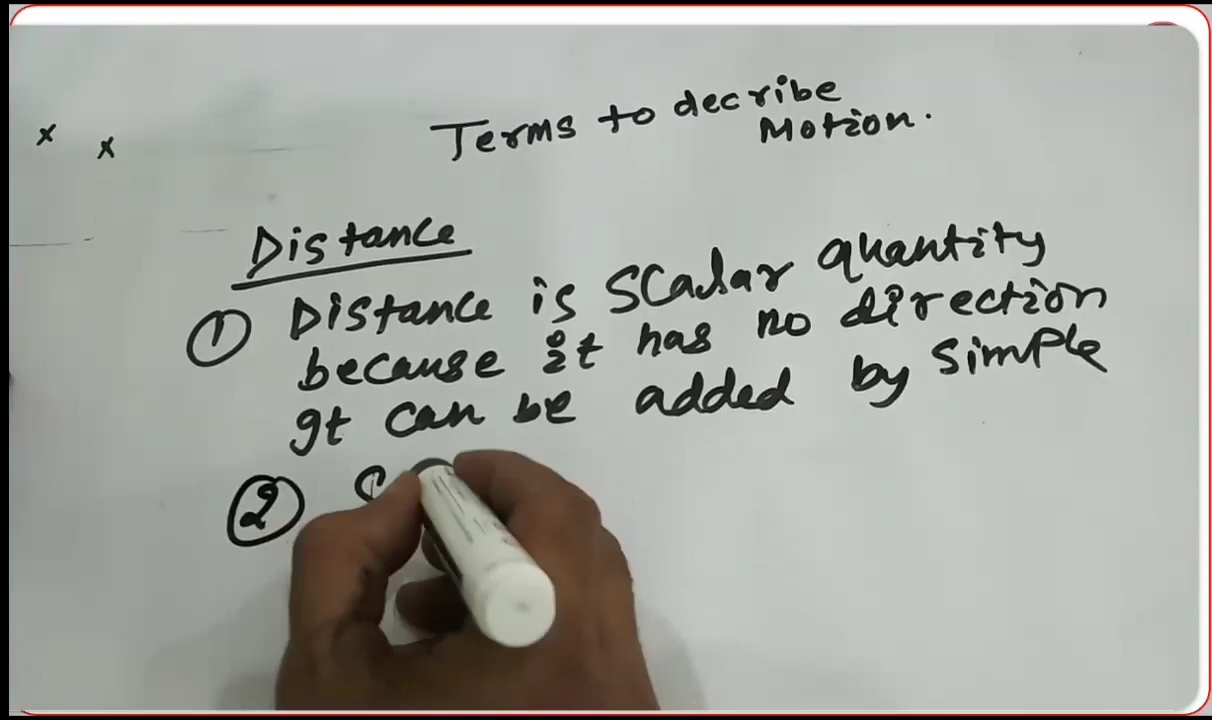 Terms to decribe
Motion.
Distance
① Distance is scalar quantity
because it has no direction
It can be added by simple
②